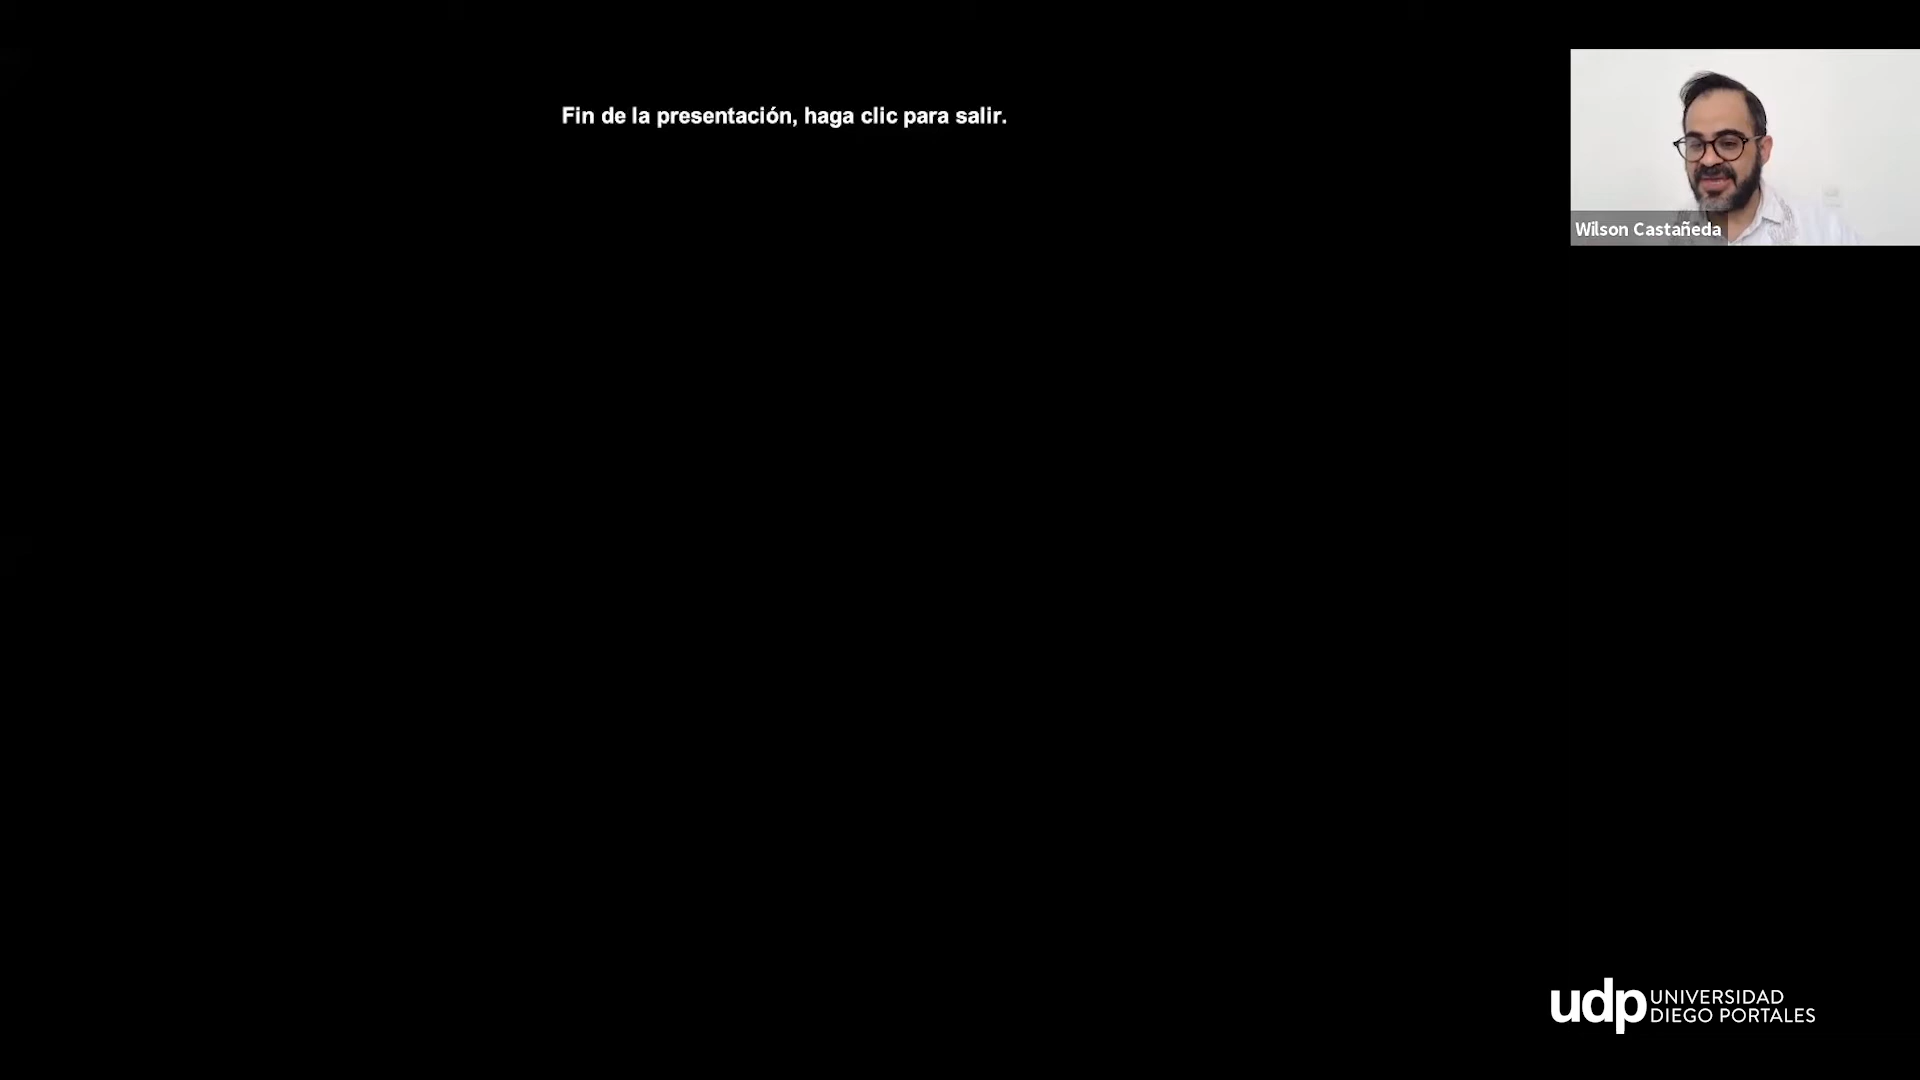 Fin de la presentación, haga clic para salir.
Wilson Castañeda
udp UNIVERSIDAD
DIEGO PORTALES